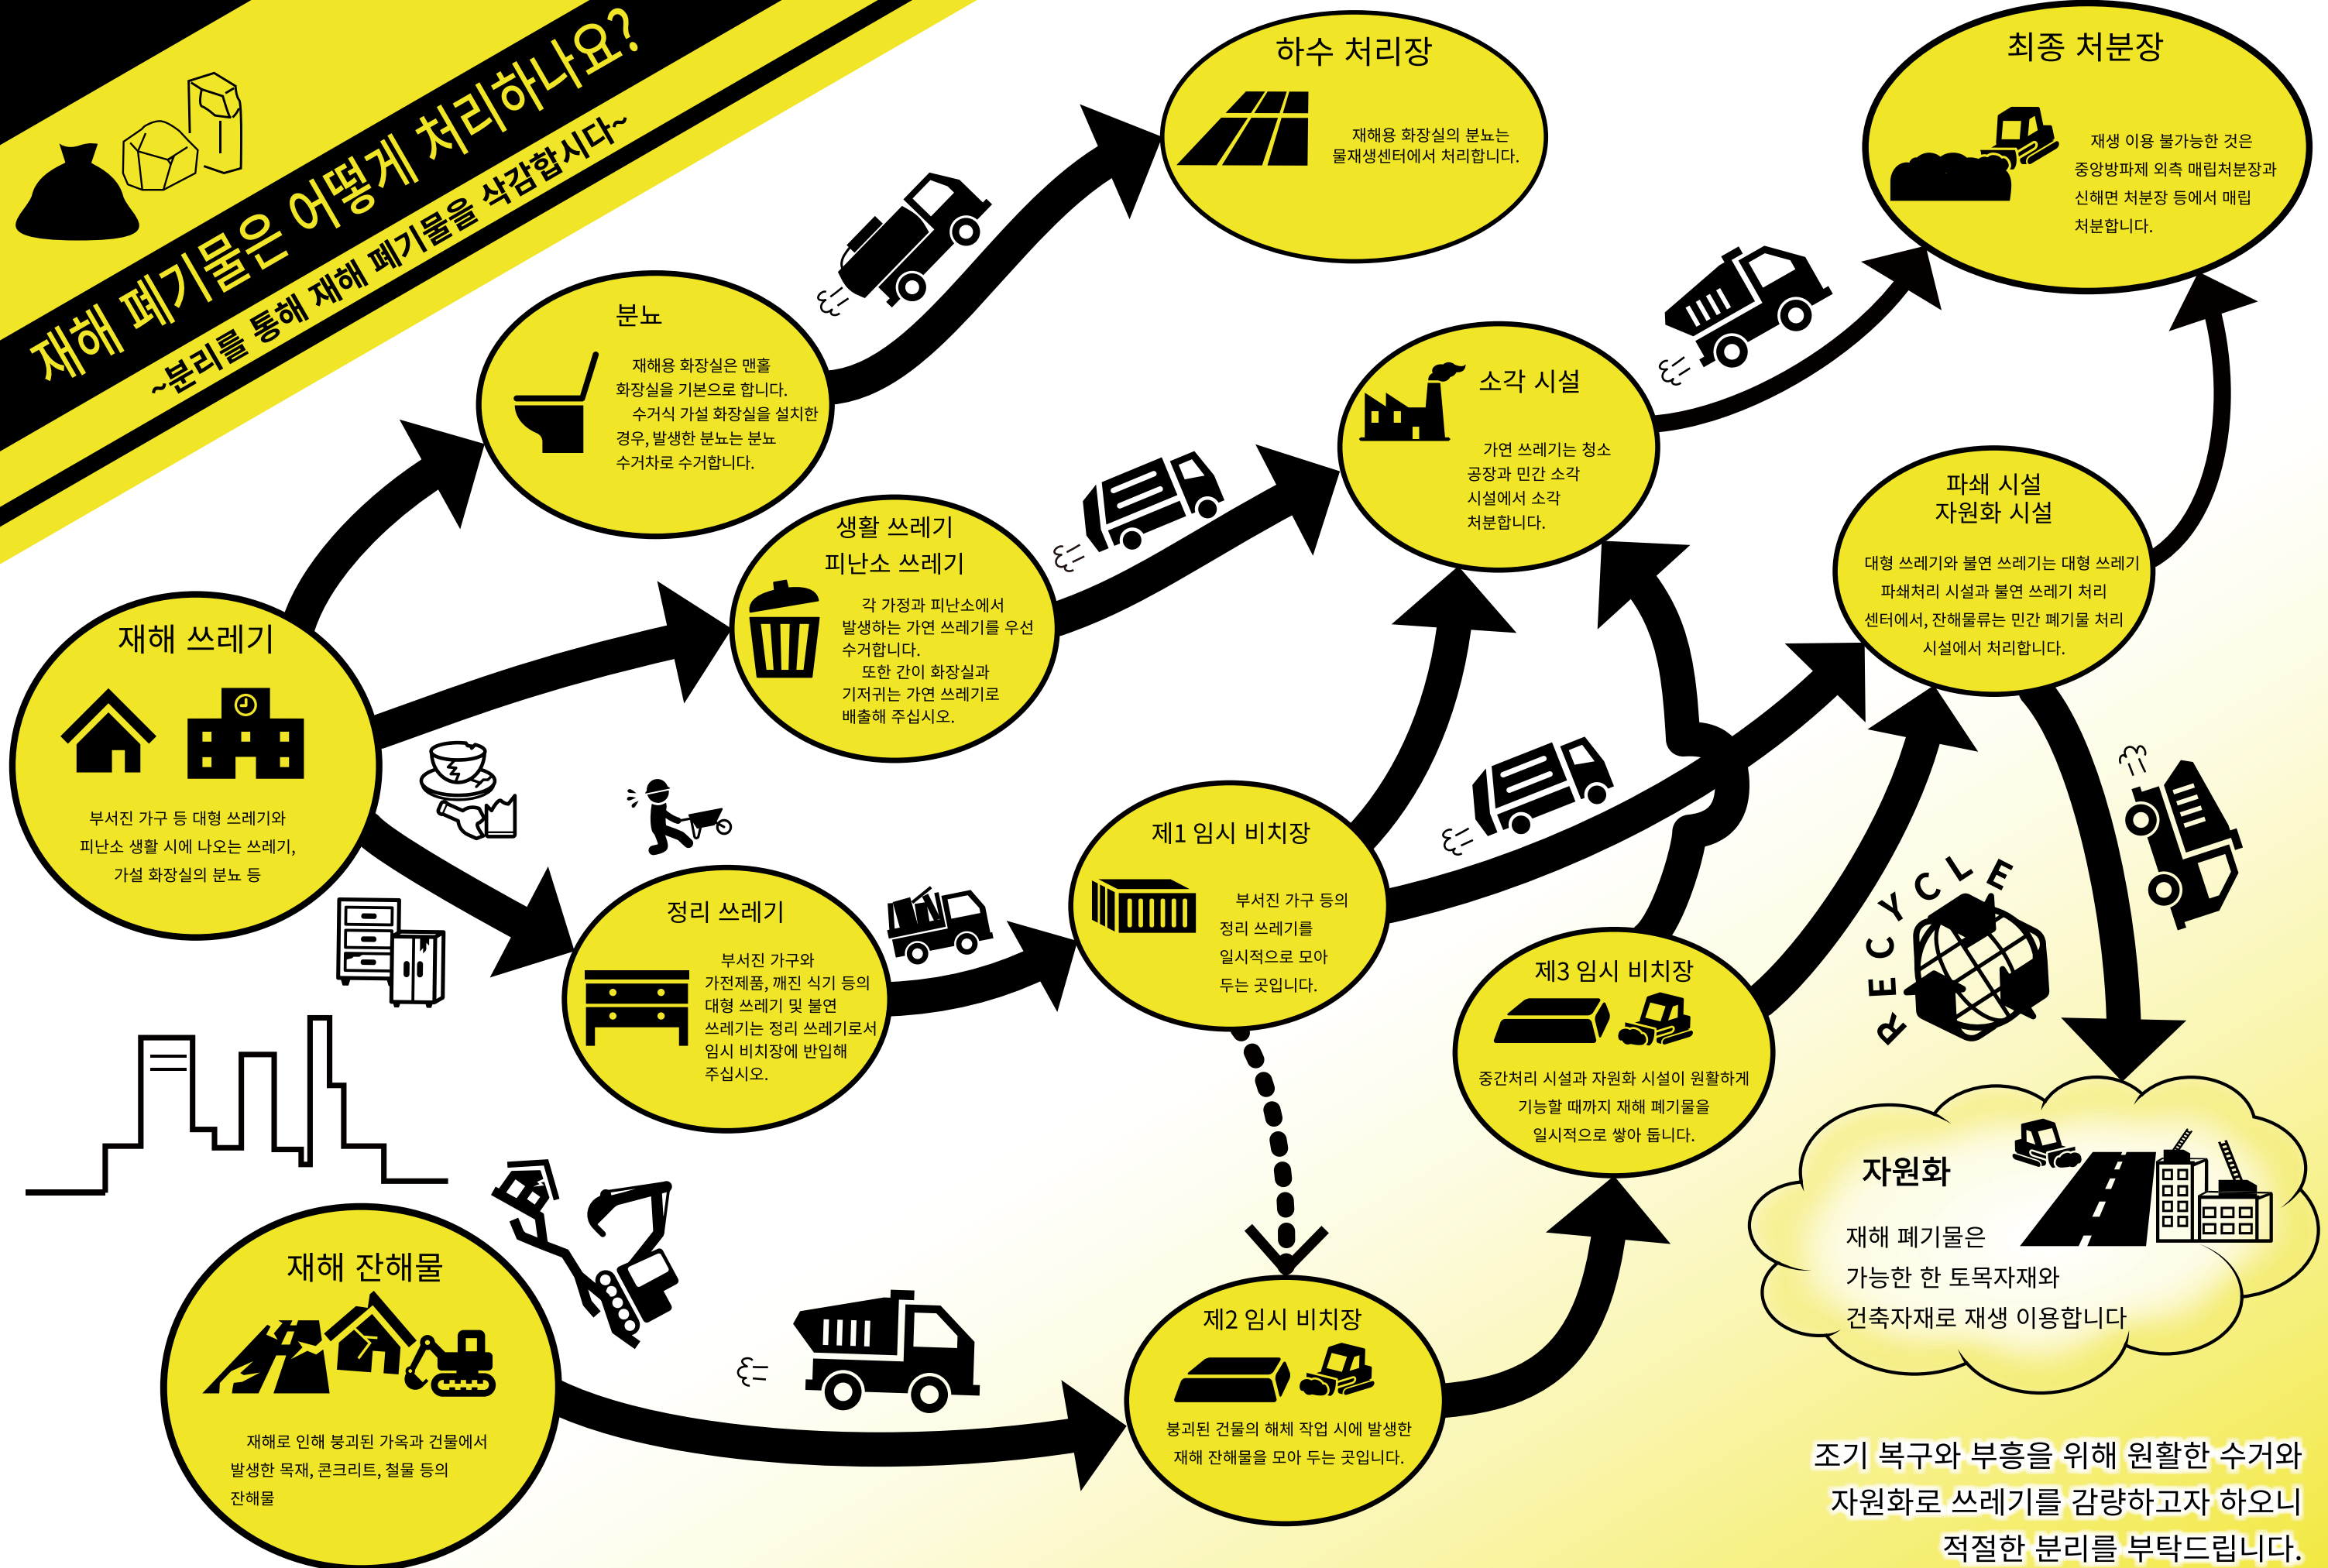 재해 폐기물은 어떻게 처리하나요?
~분리를 통해 재해 폐기물을 삭감합시다~
하수 처리장
재해용 화장실의 분뇨는
물재생센터에서 처리합니다.
최종 처분장
재생 이용 불가능한 것은
중앙방파제 외측 매립처분장과
신해면 처분장 등에서 매립
처분합니다.
분뇨
재해용 화장실은 맨홀
화장실을 기본으로 합니다.
수거식 가설 화장실을 설치한
경우, 발생한 분뇨는 분뇨
수거차로 수거합니다.
소각 시설
가연 쓰레기는 청소
공장과 민간 소각
시설에서 소각
처분합니다.
파쇄 시설
자원화 시설
대형 쓰레기와 불연 쓰레기는 대형 쓰레기
파쇄처리 시설과 불연 쓰레기 처리
센터에서, 잔해물류는 민간 폐기물 처리
시설에서 처리합니다.
생활 쓰레기
피난소 쓰레기
각 가정과 피난소에서
발생하는 가연 쓰레기를 우선
수거합니다.
또한 간이 화장실과
기저귀는 가연 쓰레기로
배출해 주십시오.
재해 쓰레기
부서진 가구 등 대형 쓰레기와
피난소 생활 시에 나오는 쓰레기,
가설 화장실의 분뇨 등
정리 쓰레기
부서진 가구와
가전제품, 깨진 식기 등의
대형 쓰레기 및 불연
쓰레기는 정리 쓰레기로서
임시 비치장에 반입해
주십시오.
제1 임시 비치장
부서진 가구 등의
정리 쓰레기를
일시적으로 모아
두는 곳입니다.
제3 임시 비치장
중간처리 시설과 자원화 시설이 원활하게
기능할 때까지 재해 폐기물을
일시적으로 쌓아 둡니다.
RECYCLE
자원화
재해 폐기물은
가능한 한 토목자재와
건축자재로 재생 이용합니다
재해 잔해물
재해로 인해 붕괴된 가옥과 건물에서
발생한 목재, 콘크리트, 철물 등의
잔해물
제2 임시 비치장
붕괴된 건물의 해체 작업 시에 발생한
재해 잔해물을 모아 두는 곳입니다.
조기 복구와 부흥을 위해 원활한 수거와
자원화로 쓰레기를 감량하고자 하오니
적절한 분리를 부탁드립니다.